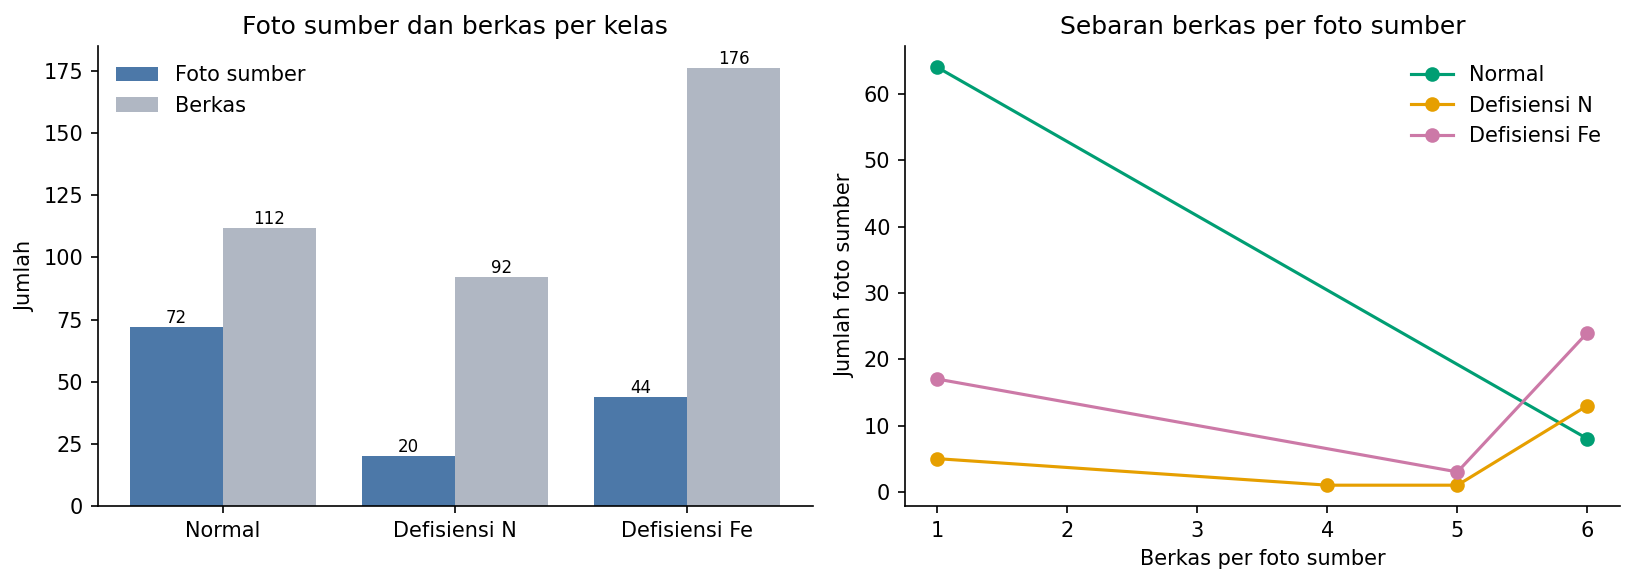 Foto sumber dan berkas per kelas
Foto sumber
Berkas
Jumlah
175
150
125
100
75
50
25
0
72
112
20
92
44
176
Normal
Defisiensi N
Defisiensi Fe
Sebaran berkas per foto sumber
Normal
Defisiensi N
Defisiensi Fe
Jumlah foto sumber
60
50
40
30
20
10
0
1 2 3 4 5 6
Berkas per foto sumber